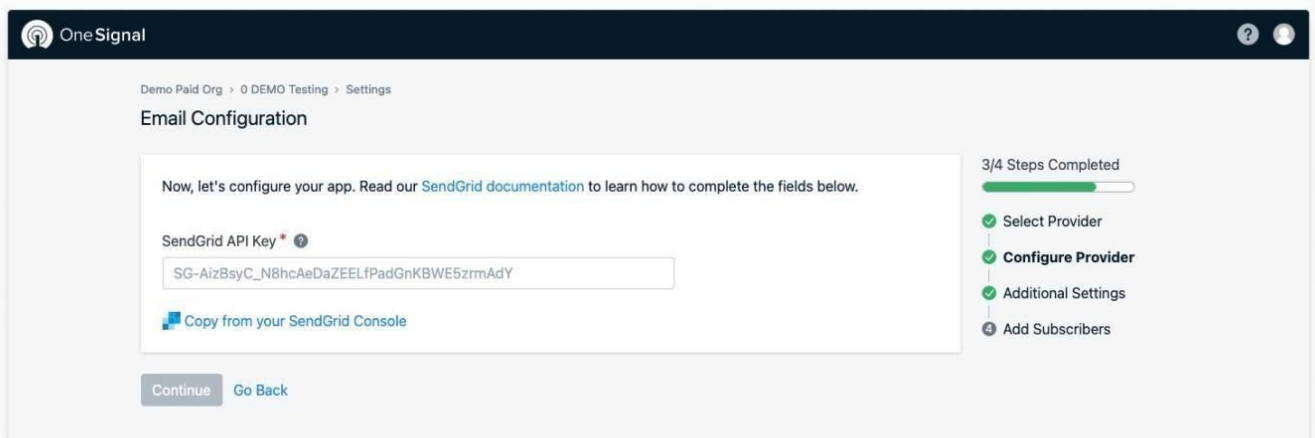 OneSignal
Demo Paid Org > 0 DEMO Testing > Settings
Email Configuration
Now, let's configure your app. Read our SendGrid documentation to learn how to complete the fields below.
SendGrid API Key * ?
SG-AizBsyC_N8hcAeDaZEELfPadGnKBWE5zrmAdY
Copy from your SendGrid Console
Continue Go Back
3/4 Steps Completed
Select Provider
Configure Provider
Additional Settings
4 Add Subscribers